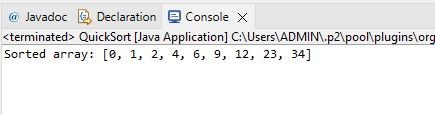 @ Javadoc Declaration Console
<terminated> QuickSort [Java Application] C:\Users\ADMIN\.p2\pool\plugins\org
Sorted array: [0, 1, 2, 4, 6, 9, 12, 23, 34]